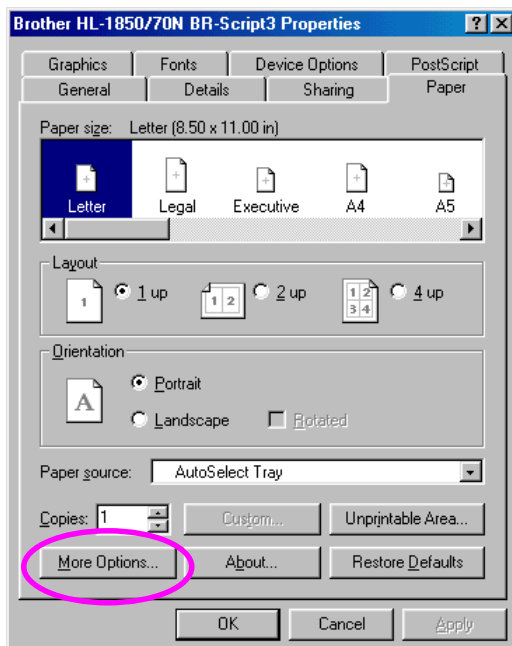 Brother HL-1850/70N BR-Script3 Properties
Graphics Fonts Device Options PostScript
General Details Sharing Paper
Paper size: Letter (8.50 x 11.00 in)
Letter Legal Executive A4 A5
Layout
1 1 up 1 2 2 up 1 2 4 up
3 4
Orientation
A Portrait
Landscape Rotated
Paper source: AutoSelect Tray
Copies: 1 Custom... Unprintable Area...
More Options... About... Restore Defaults
OK Cancel Apply